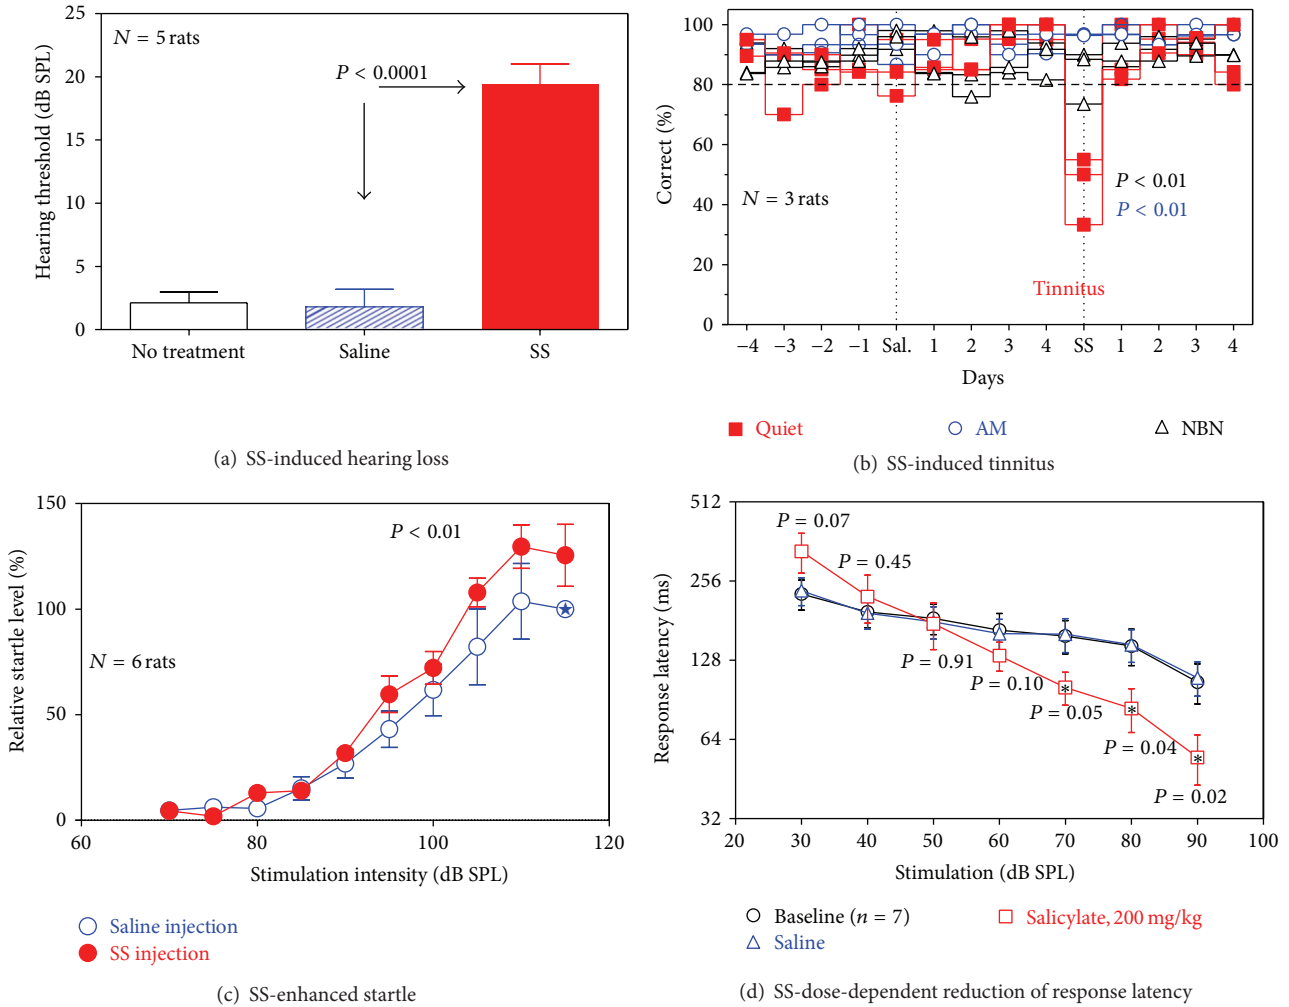 25
20
15
10
5
0
Hearing threshold (dB SPL)
N = 5 rats
P < 0.0001
No treatment Saline SS
(a) SS-induced hearing loss
100
80
60
40
20
0
Correct (%)
N = 3 rats
P < 0.01
P < 0.01
Tinnitus
−4 −3 −2 −1 Sal. 1 2 3 4 SS 1 2 3 4
Days
Quiet AM NBN
(b) SS-induced tinnitus
150
100
50
0
Relative startle level (%)
P < 0.01
N = 6 rats
60 80 100 120
Stimulation intensity (dB SPL)
Saline injection
SS injection
(c) SS-enhanced startle
512
256
128
64
32
Response latency (ms)
P = 0.07
P = 0.45
P = 0.91
P = 0.10
P = 0.05
P = 0.04
P = 0.02
* * *
20 30 40 50 60 70 80 90 100
Stimulation (dB SPL)
Baseline (n = 7) Salicylate, 200 mg/kg
Saline
(d) SS-dose-dependent reduction of response latency